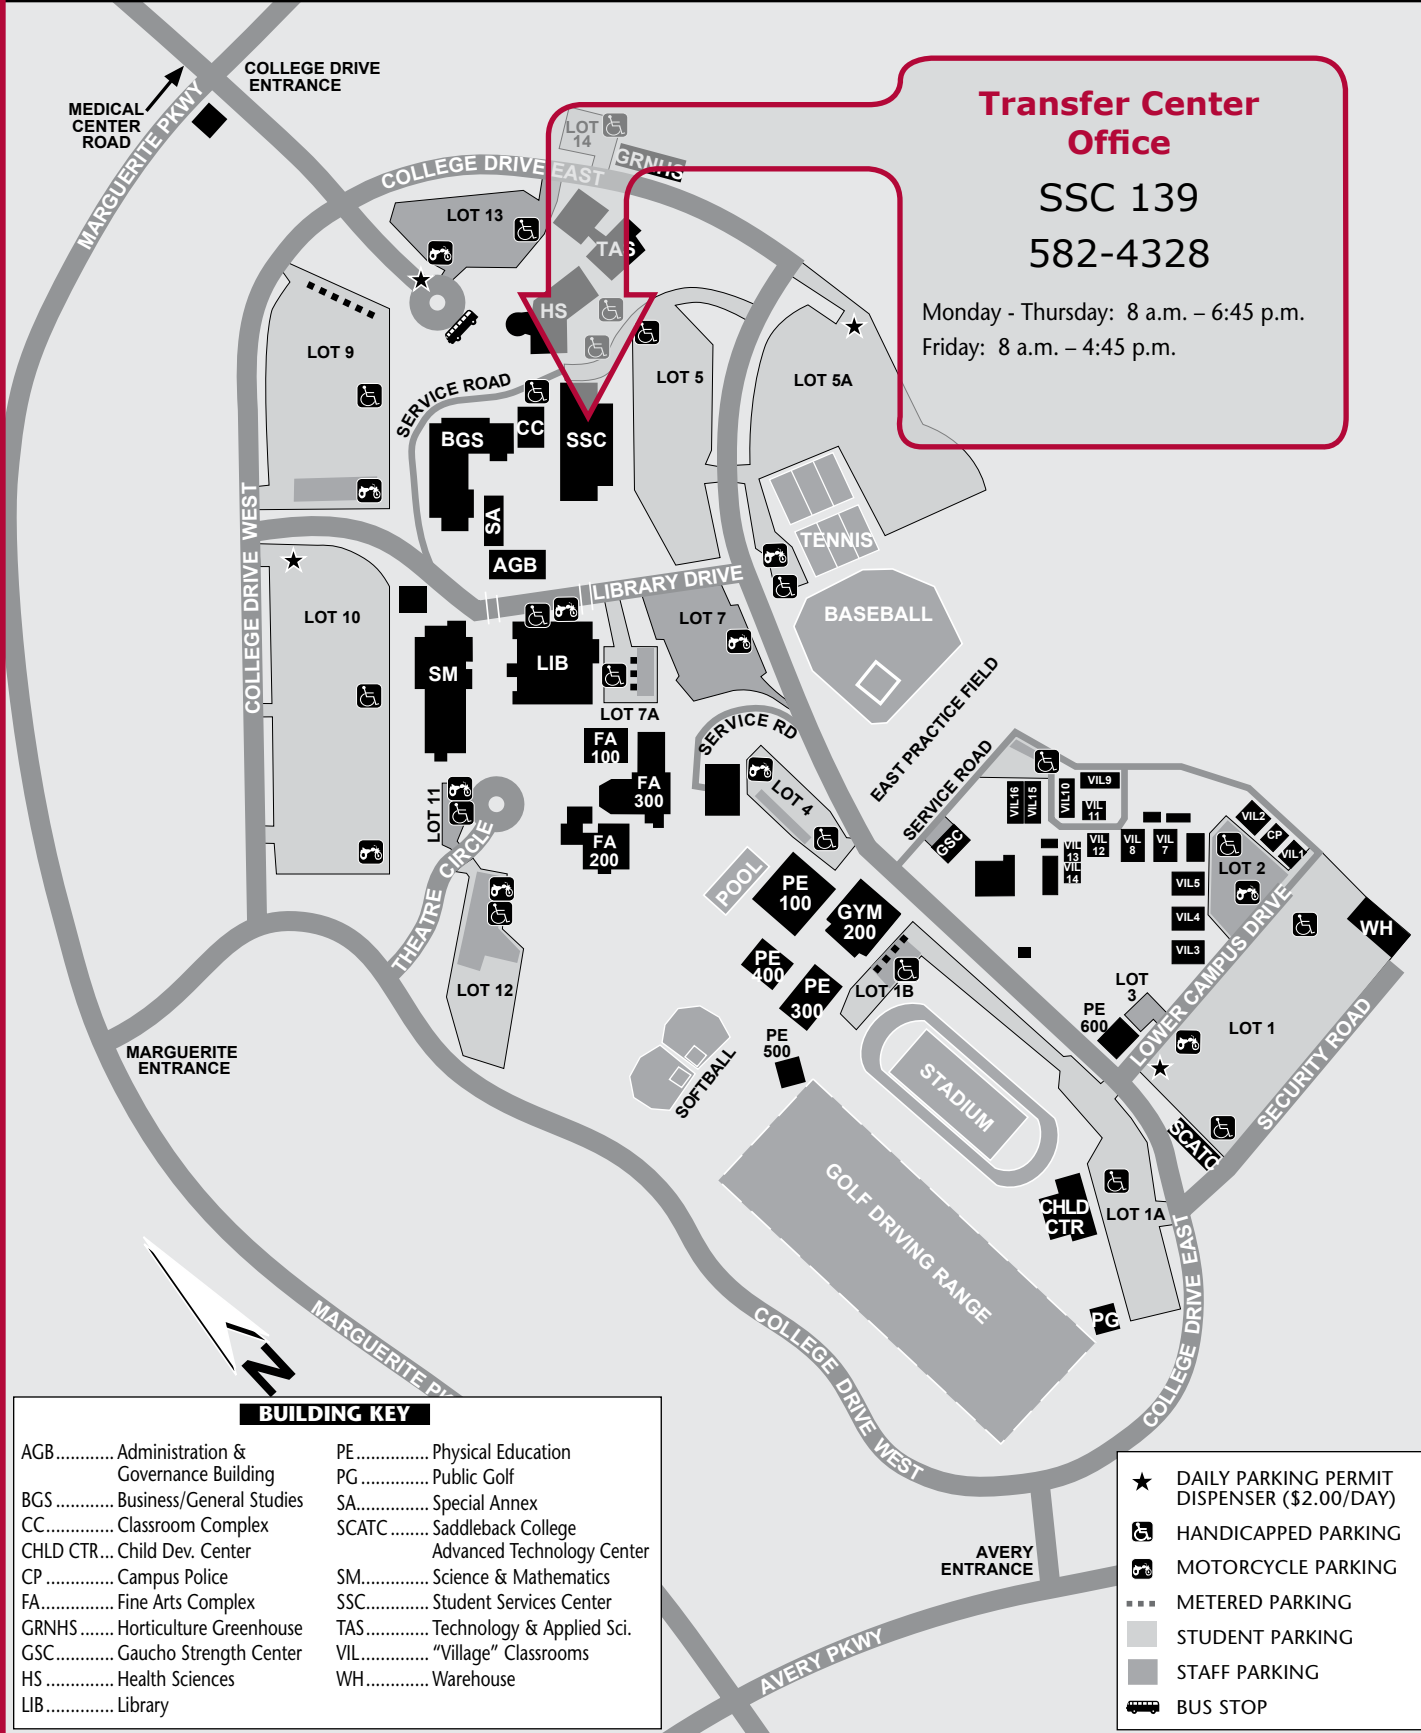 COLLEGE DRIVE
ENTRANCE
MEDICAL
CENTER
ROAD
MARGUERITE PKWY
Transfer Center
Office
SSC 139
582-4328
Monday - Thursday: 8 a.m. – 6:45 p.m.
Friday: 8 a.m. – 4:45 p.m.
LOT
14
GRNHS
COLLEGE DRIVE EAST
LOT 13
TAS
HS
LOT 9
LOT 5
LOT 5A
SERVICE ROAD
BGS
CC
SSC
SA
AGB
TENNIS
COLLEGE DRIVE WEST
LIBRARY DRIVE
LOT 10
LOT 7
BASEBALL
SM
LIB
LOT 7A
EAST PRACTICE FIELD
SERVICE RD
FA
100
FA
300
FA
200
LOT 4
SERVICE ROAD
GSC
VIL16
VIL15
VIL10
VIL9
VIL
11
VIL
12
VIL
13
VIL
14
VIL
8
VIL
7
VIL2
CP
VIL1
LOT 2
VIL5
VIL4
VIL3
WH
LOT 11
THEATRE CIRCLE
POOL
PE
100
GYM
200
PE
400
PE
300
LOT 1B
LOT 12
LOT
3
PE
600
LOWER CAMPUS DRIVE
LOT 1
SECURITY ROAD
MARGUERITE
ENTRANCE
PE
500
SOFTBALL
STADIUM
SCATC
GOLF DRIVING RANGE
CHLD
CTR
LOT 1A
PG
COLLEGE DRIVE EAST
COLLEGE DRIVE WEST
MARGUERITE
N
AVERY
ENTRANCE
AVERY PKWY
BUILDING KEY
AGB............ Administration &
Governance Building
BGS ............ Business/General Studies
CC.............. Classroom Complex
CHLD CTR... Child Dev. Center
CP .............. Campus Police
FA............... Fine Arts Complex
GRNHS ....... Horticulture Greenhouse
GSC............ Gaucho Strength Center
HS .............. Health Sciences
LIB.............. Library
PE............... Physical Education
PG .............. Public Golf
SA............... Special Annex
SCATC ........ Saddleback College
Advanced Technology Center
SM.............. Science & Mathematics
SSC............. Student Services Center
TAS............. Technology & Applied Sci.
VIL.............. “Village” Classrooms
WH............. Warehouse
DAILY PARKING PERMIT
DISPENSER ($2.00/DAY)
HANDICAPPED PARKING
MOTORCYCLE PARKING
METERED PARKING
STUDENT PARKING
STAFF PARKING
BUS STOP